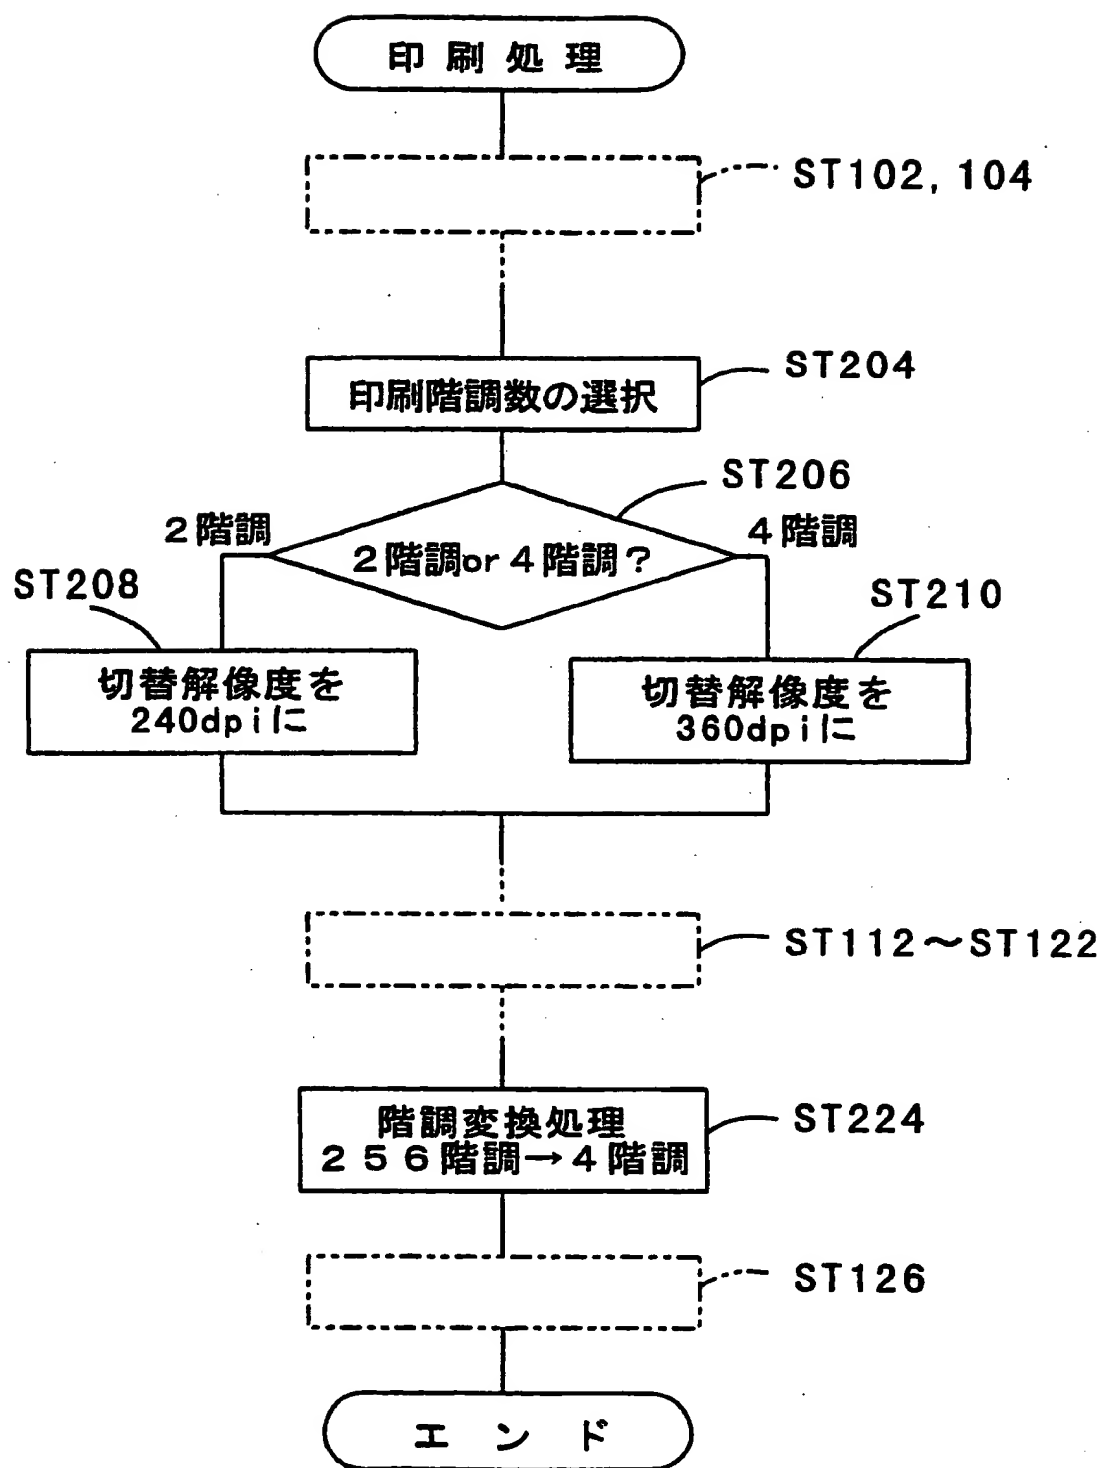 印刷処理
ST102, 104
ST204
印刷階調数の選択
ST206
2階調
4階調
2階調or4階調?
ST208
ST210
切替解像度を
240dpiに
切替解像度を
360dpiに
ST112~ST122
階調変換処理
256階調→4階調
ST224
ST126
エンド